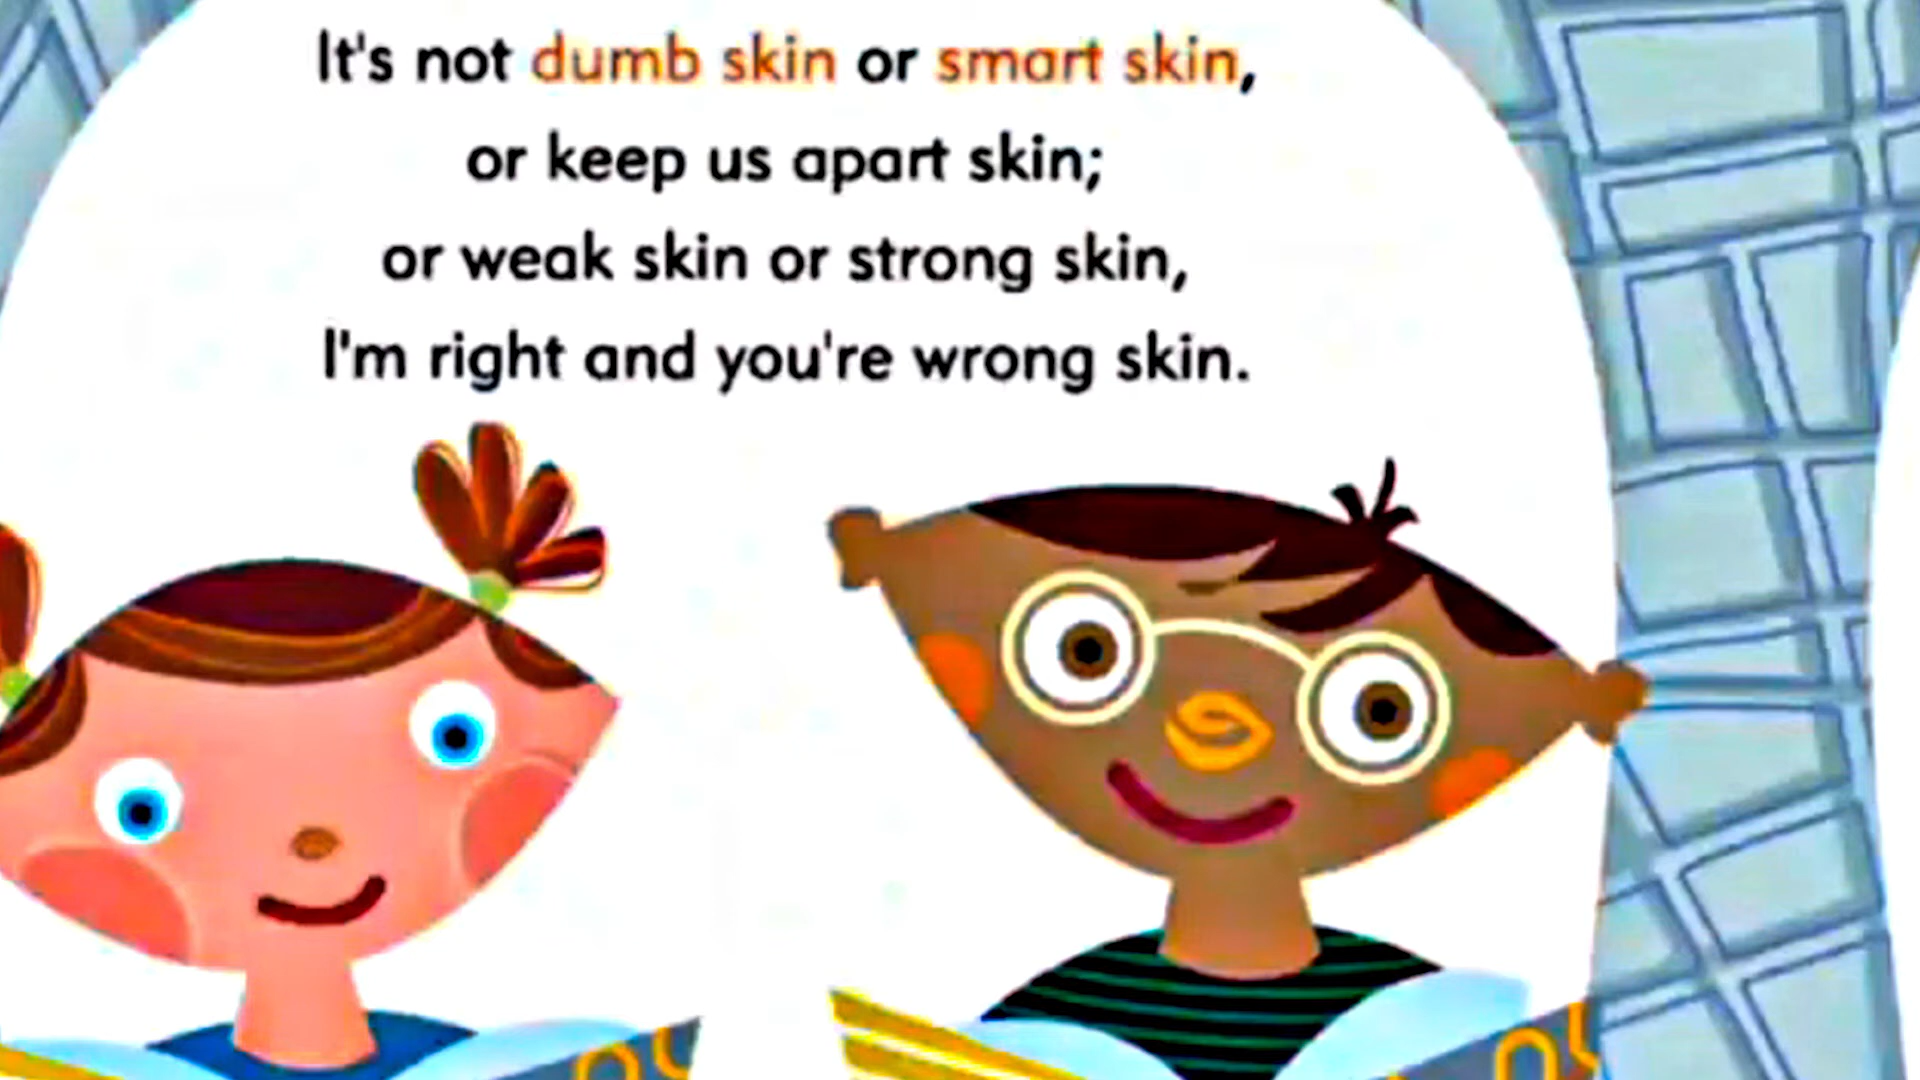 It's not dumb skin or smart skin,
or keep us apart skin;
or weak skin or strong skin,
I'm right and you're wrong skin.